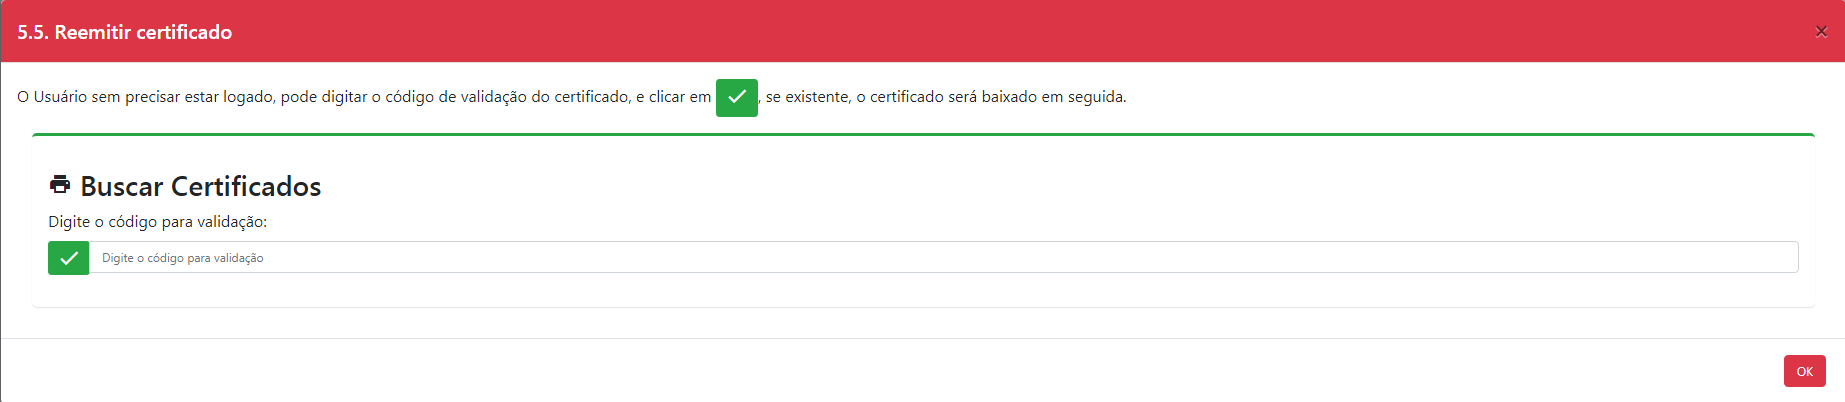 5.5. Reemitir certificado
×
O Usuário sem precisar estar logado, pode digitar o código de validação do certificado, e clicar em , se existente, o certificado será baixado em seguida.
Buscar Certificados
Digite o código para validação:
Digite o código para validação
OK